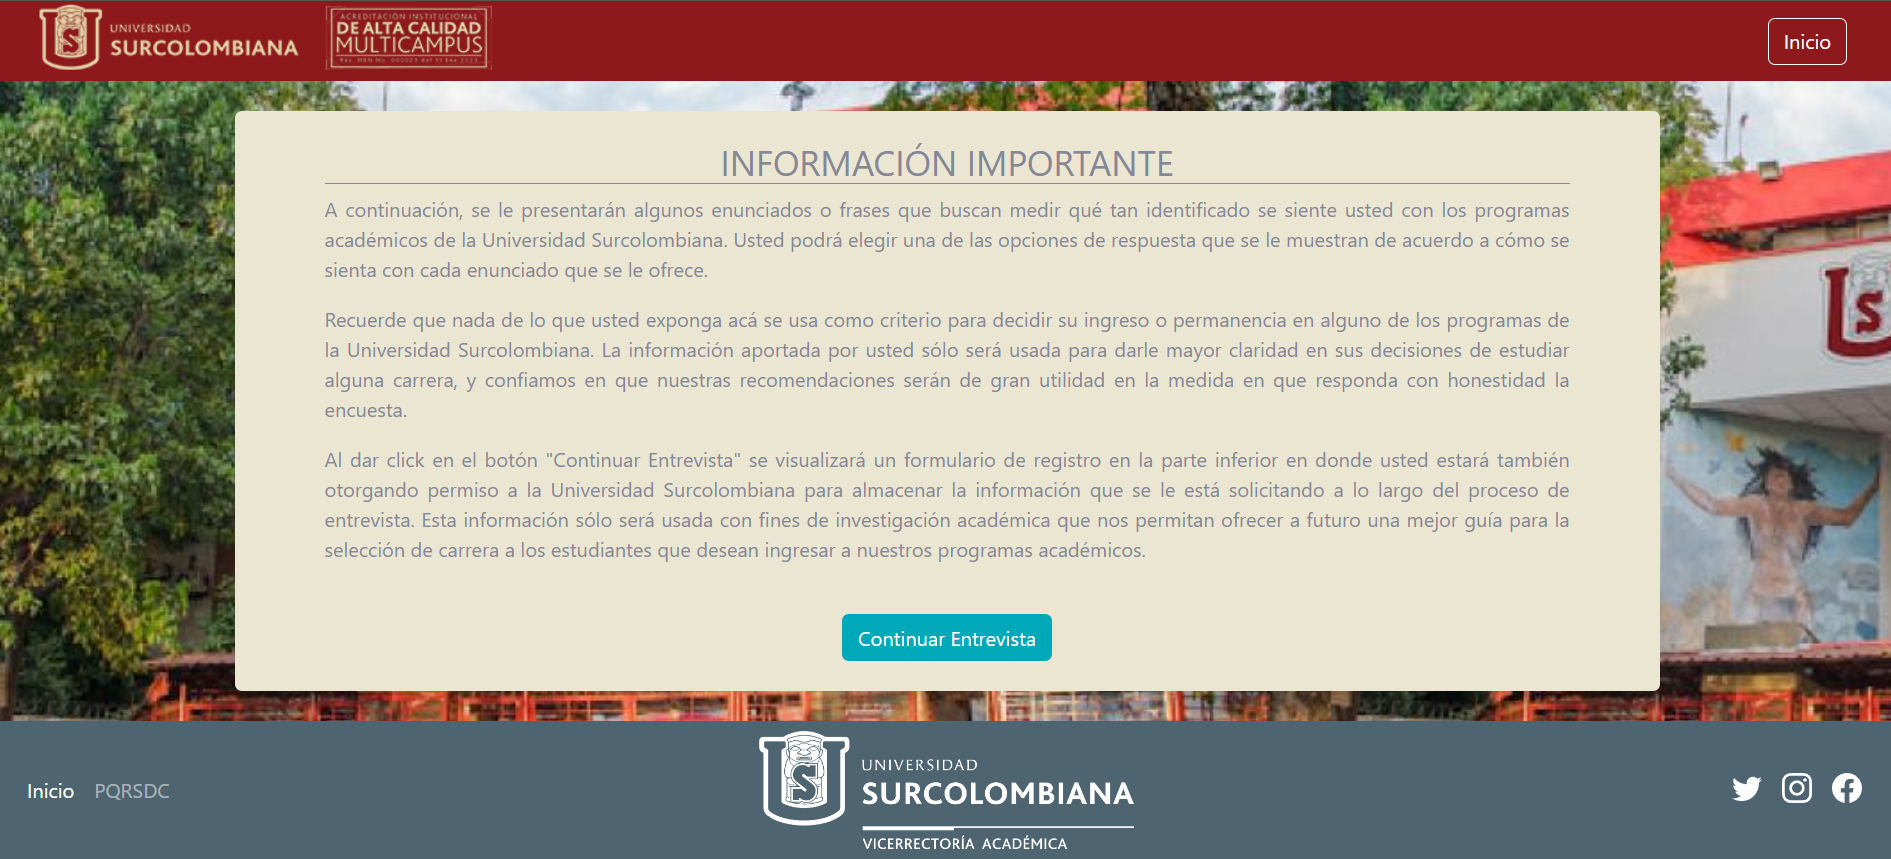 UNIVERSIDAD
SURCOLOMBIANA
ACREDITACIÓN INSTITUCIONAL
DE ALTA CALIDAD
MULTICAMPUS
Inicio
INFORMACIÓN IMPORTANTE
A continuación, se le presentarán algunos enunciados o frases que buscan medir qué tan identificado se siente usted con los programas
académicos de la Universidad Surcolombiana. Usted podrá elegir una de las opciones de respuesta que se le muestran de acuerdo a cómo se
sienta con cada enunciado que se le ofrece.
Recuerde que nada de lo que usted exponga acá se usa como criterio para decidir su ingreso o permanencia en alguno de los programas de
la Universidad Surcolombiana. La información aportada por usted sólo será usada para darle mayor claridad en sus decisiones de estudiar
alguna carrera, y confiamos en que nuestras recomendaciones serán de gran utilidad en la medida en que responda con honestidad la
encuesta.
Al dar click en el botón "Continuar Entrevista" se visualizará un formulario de registro en la parte inferior en donde usted estará también
otorgando permiso a la Universidad Surcolombiana para almacenar la información que se le está solicitando a lo largo del proceso de
entrevista. Esta información sólo será usada con fines de investigación académica que nos permitan ofrecer a futuro una mejor guía para la
selección de carrera a los estudiantes que desean ingresar a nuestros programas académicos.
Continuar Entrevista
Inicio PQRSDC
UNIVERSIDAD
SURCOLOMBIANA
VICERRECTORÍA ACADÉMICA